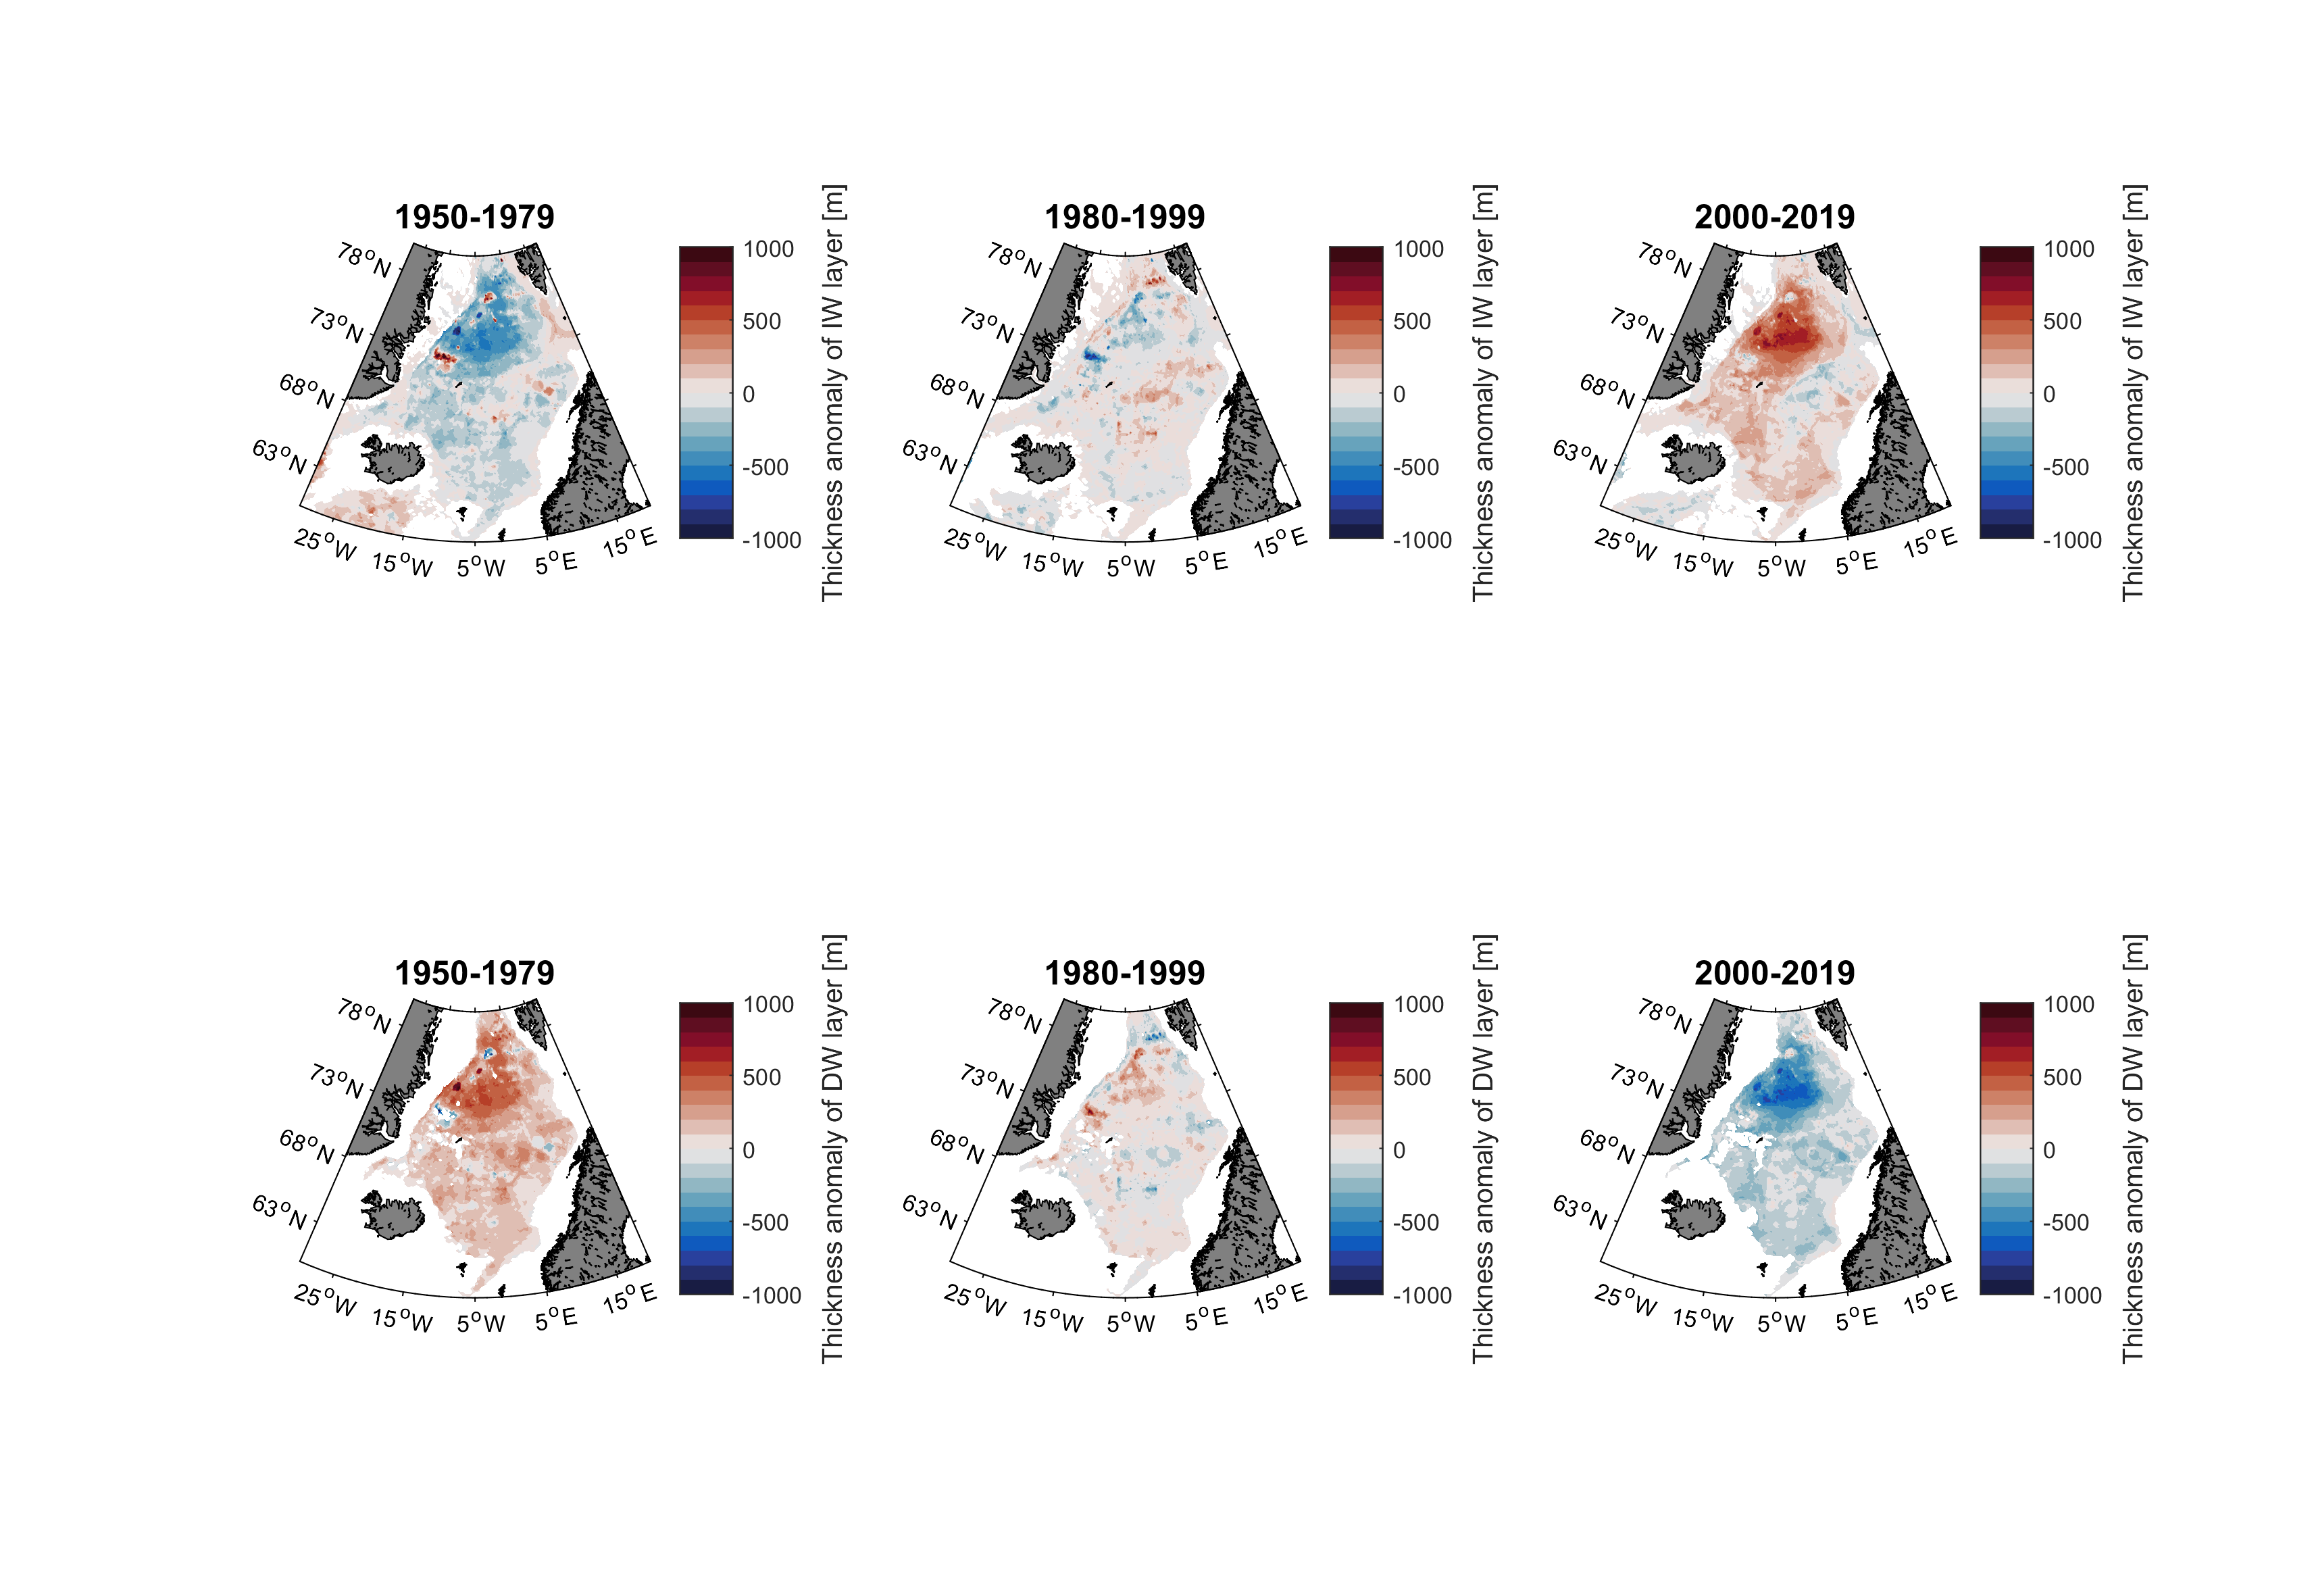 1950-1979
78°N
73°N
68°N
63°N
25°W
15°W
5°W
5°E
15°E
1000
500
0
-500
-1000
Thickness anomaly of IW layer [m]
1980-1999
78°N
73°N
68°N
63°N
25°W
15°W
5°W
5°E
15°E
1000
500
0
-500
-1000
Thickness anomaly of IW layer [m]
2000-2019
78°N
73°N
68°N
63°N
25°W
15°W
5°W
5°E
15°E
1000
500
0
-500
-1000
Thickness anomaly of IW layer [m]
1950-1979
78°N
73°N
68°N
63°N
25°W
15°W
5°W
5°E
15°E
1000
500
0
-500
-1000
Thickness anomaly of DW layer [m]
1980-1999
78°N
73°N
68°N
63°N
25°W
15°W
5°W
5°E
15°E
1000
500
0
-500
-1000
Thickness anomaly of DW layer [m]
2000-2019
78°N
73°N
68°N
63°N
25°W
15°W
5°W
5°E
15°E
1000
500
0
-500
-1000
Thickness anomaly of DW layer [m]